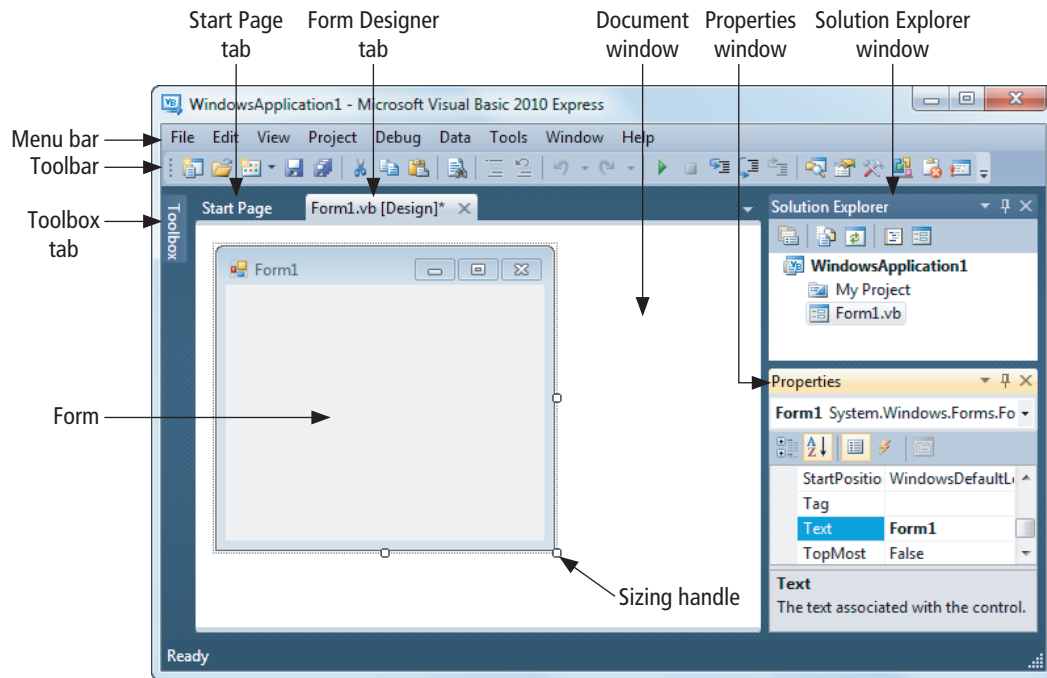 Start Page tab
Form Designer tab
Document window
Properties window
Solution Explorer window
WindowsApplication1 - Microsoft Visual Basic 2010 Express
Menu bar
File Edit View Project Debug Data Tools Window Help
Toolbar
Toolbox tab
Toolbox
Start Page
Form1.vb [Design]*
Solution Explorer
Form1
WindowsApplication1
My Project
Form1.vb
Properties
Form1 System.Windows.Forms.Fo
Form
StartPositio WindowsDefaultL
Tag
Text Form1
TopMost False
Sizing handle
Text
The text associated with the control.
Ready